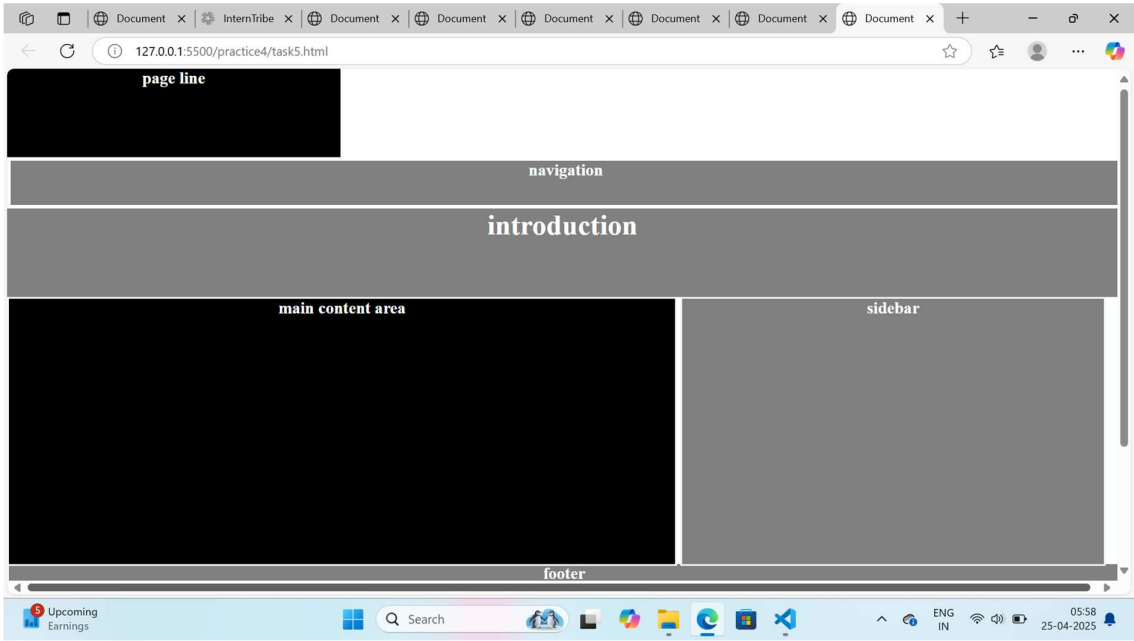 Document
InternTribe
Document
Document
Document
Document
Document
Document
127.0.0.1:5500/practice4/task5.html
page line
navigation
introduction
main content area
sidebar
footer
5
Upcoming
Earnings
Search
ENG
IN
05:58
25-04-2025